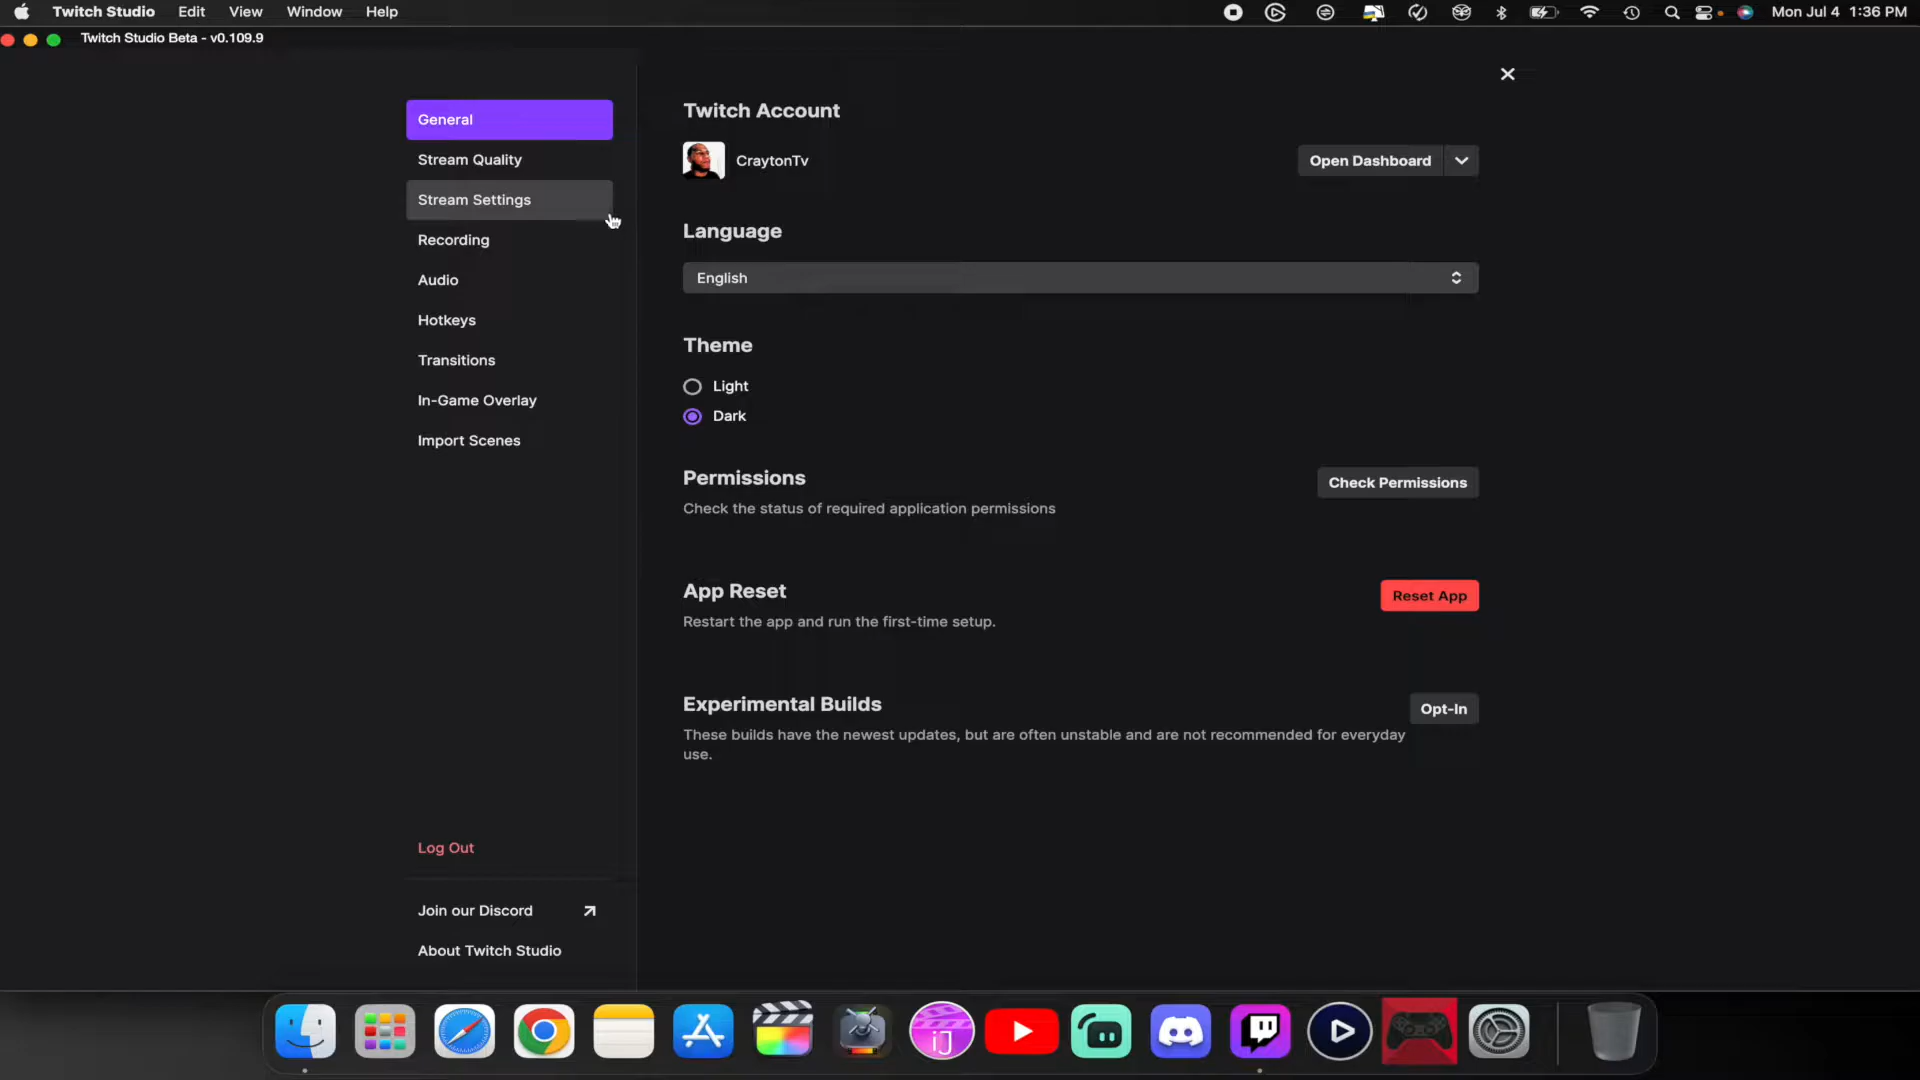 Twitch Studio Edit View Window Help
Mon Jul 4 1:36 PM
Twitch Studio Beta - v0.109.9
General
Stream Quality
Stream Settings
Recording
Audio
Hotkeys
Transitions
In-Game Overlay
Import Scenes
Log Out
Join our Discord
About Twitch Studio
Twitch Account
CraytonTv
Open Dashboard
Language
English
Theme
Light
Dark
Permissions
Check Permissions
Check the status of required application permissions
App Reset
Reset App
Restart the app and run the first-time setup.
Experimental Builds
Opt-In
These builds have the newest updates, but are often unstable and are not recommended for everyday
use.
iJ